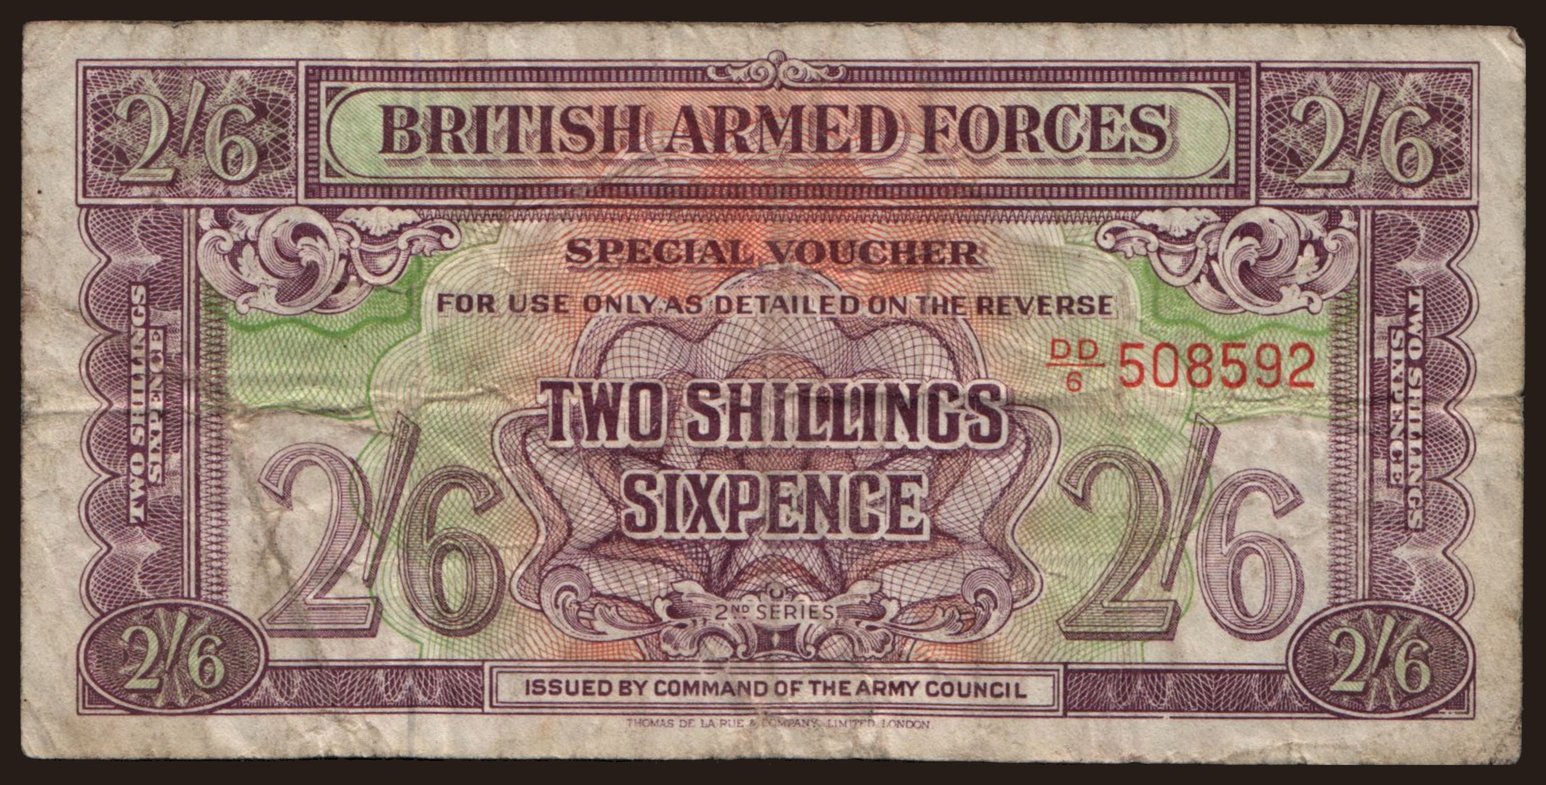 2/6 BRITISH ARMED FORCES 2/6
SPECIAL VOUCHER
FOR USE ONLY AS DETAILED ON THE REVERSE
DD/6 508592
TWO SHILLINGS
SIXPENCE
TWO SHILLINGS
SIXPENCE
TWO SHILLINGS
SIXPENCE
2/6 2/6
2ND SERIES
2/6 2/6
ISSUED BY COMMAND OF THE ARMY COUNCIL
THOMAS DE LA RUE & COMPANY, LIMITED, LONDON